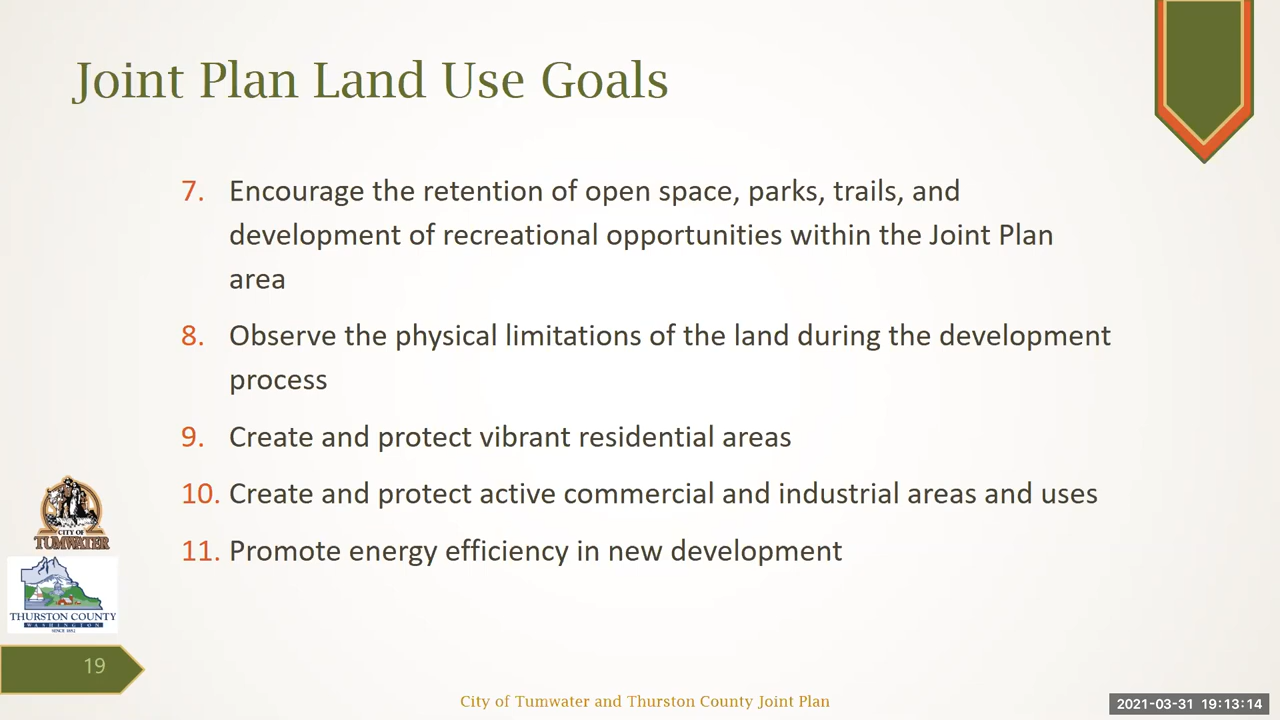 Joint Plan Land Use Goals
7. Encourage the retention of open space, parks, trails, and
development of recreational opportunities within the Joint Plan
area
8. Observe the physical limitations of the land during the development
process
9. Create and protect vibrant residential areas
10. Create and protect active commercial and industrial areas and uses
11. Promote energy efficiency in new development
CITY OF
TUMWATER
THURSTON COUNTY
WASHINGTON
SINCE 1852
19
City of Tumwater and Thurston County Joint Plan
2021-03-31 19:13:14